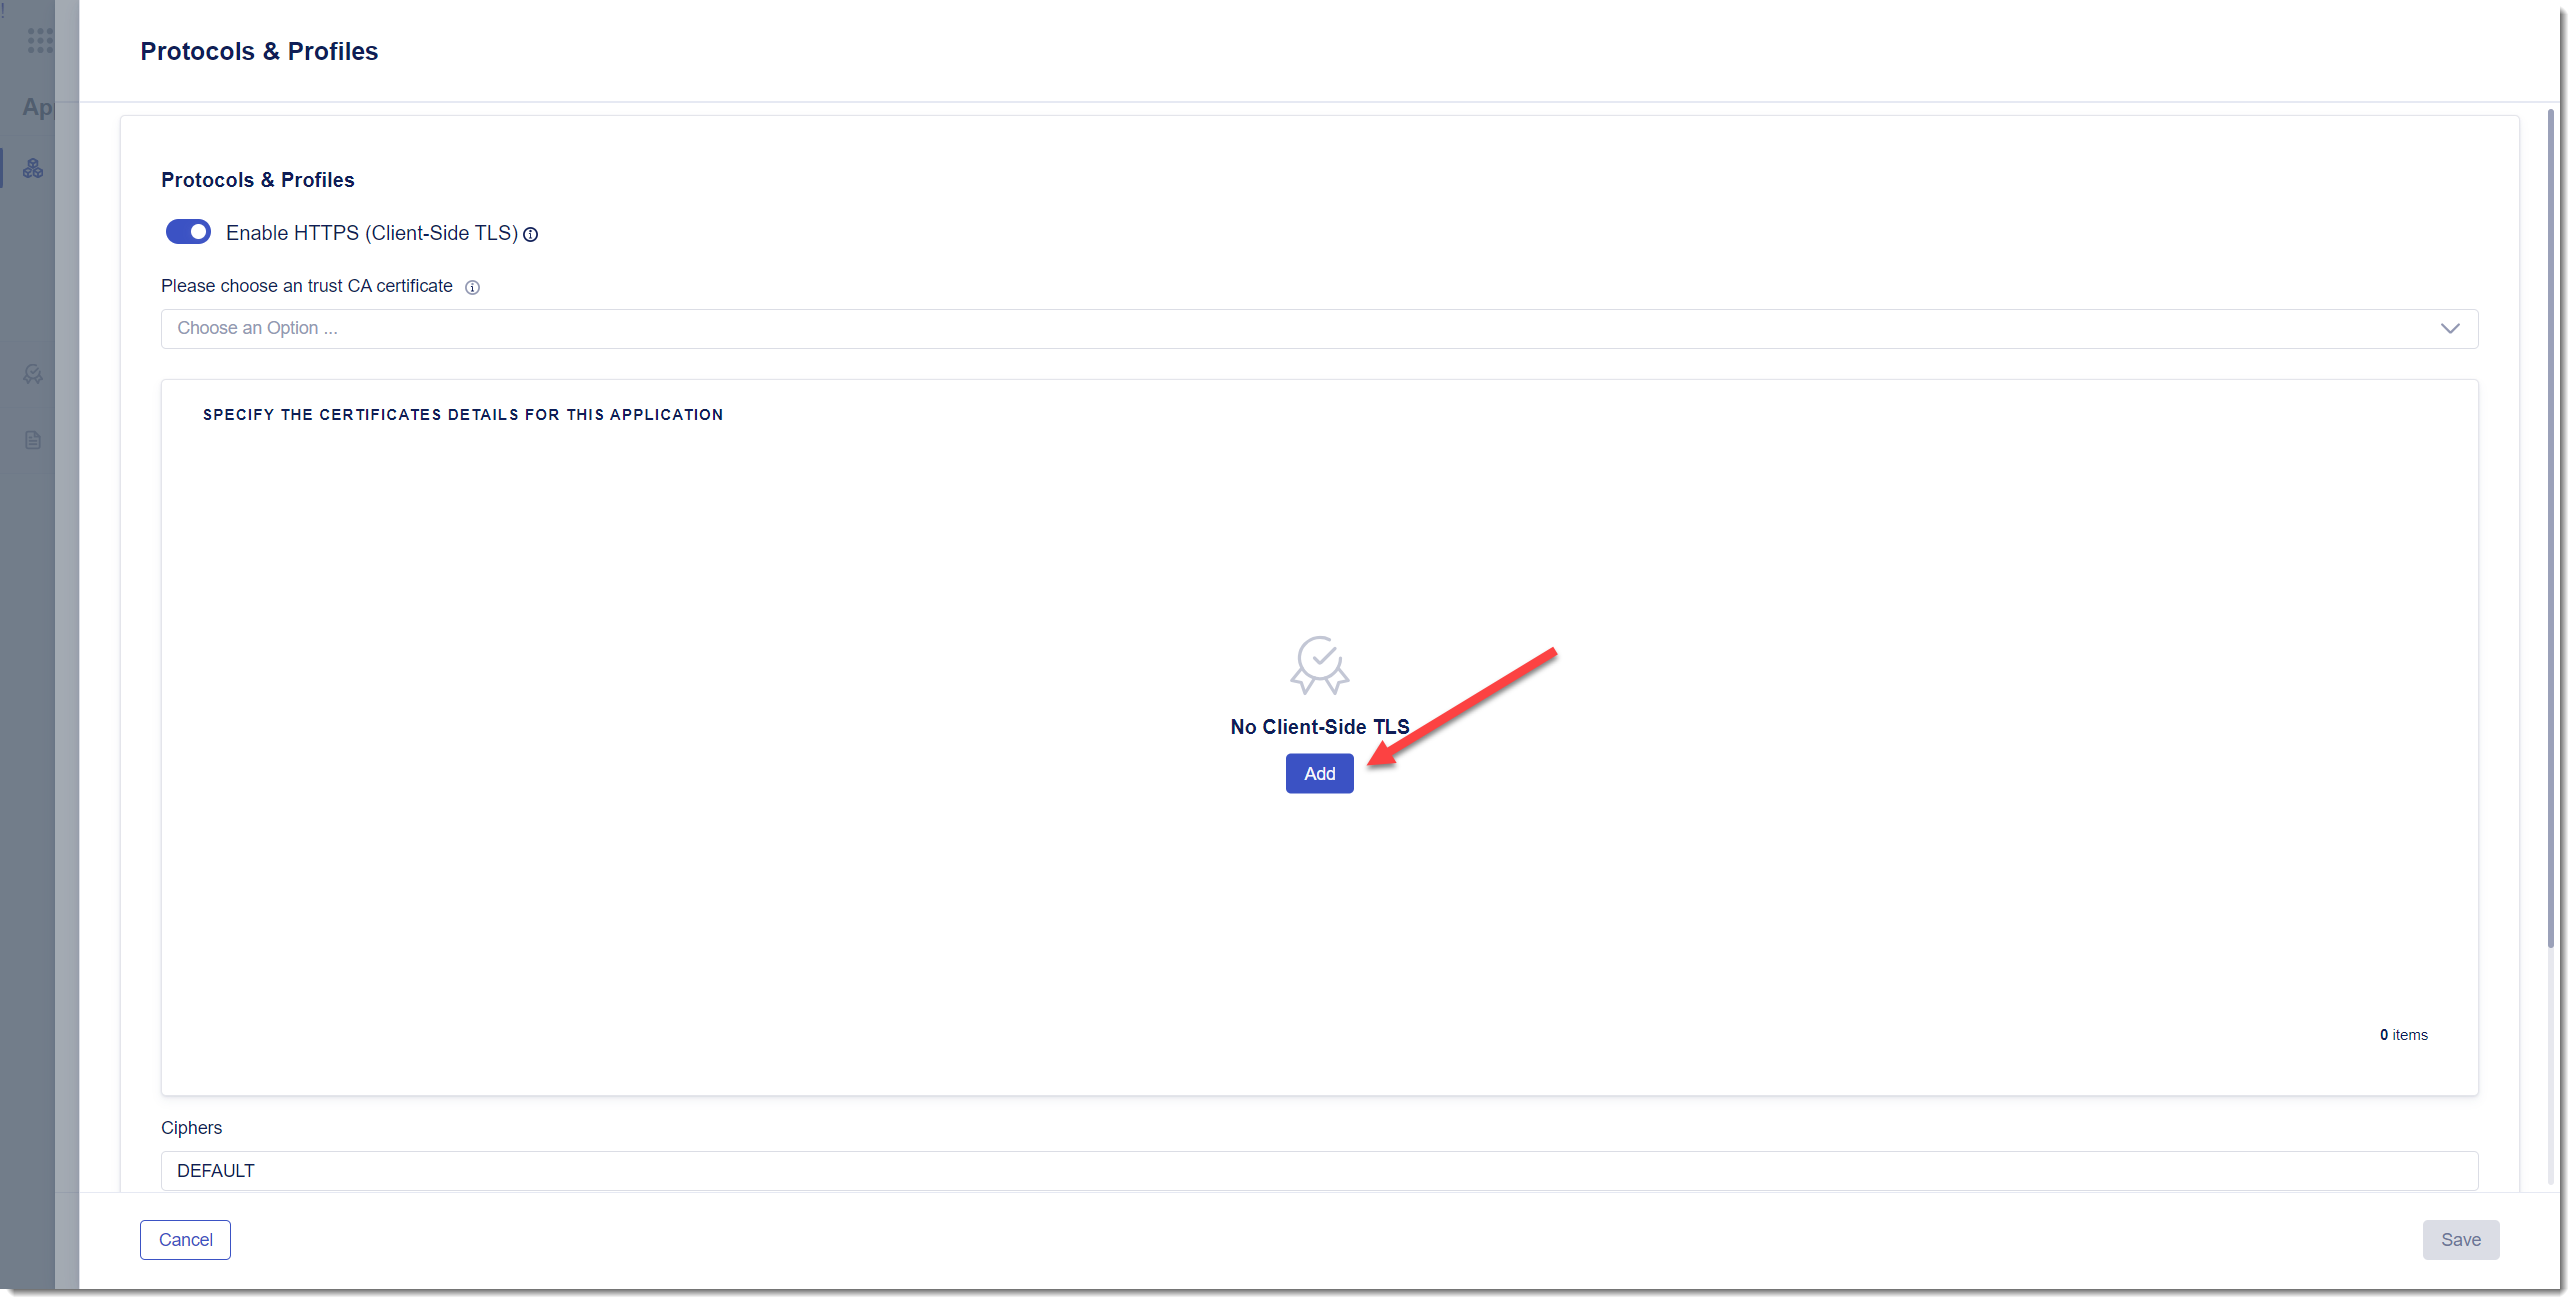 !
Protocols & Profiles
Ap
Protocols & Profiles
Enable HTTPS (Client-Side TLS)
Please choose an trust CA certificate
Choose an Option ...
SPECIFY THE CERTIFICATES DETAILS FOR THIS APPLICATION
No Client-Side TLS
Add
0 items
Ciphers
DEFAULT
Cancel
Save